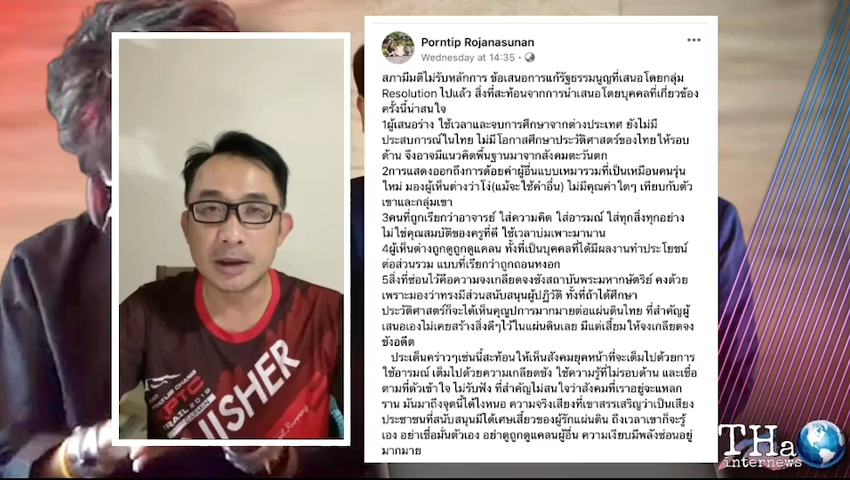 Porntip Rojanasunan
Wednesday at 14:35
สภามีมติไม่รับหลักการ ข้อเสนอการแก้รัฐธรรมนูญที่เสนอโดยกลุ่ม
Resolution ไปแล้ว สิ่งที่สะท้อนจากการนำเสนอโดยบุคคลที่เกี่ยวข้อง
ครั้งนี้น่าสนใจ
1ผู้เสนอร่าง ใช้เวลาและจบการศึกษาจากต่างประเทศ ยังไม่มี
ประสบการณ์ในไทย ไม่มีโอกาสศึกษาประวัติศาสตร์ของไทยให้รอบ
ด้าน จึงอาจมีแนวคิดพื้นฐานมาจากสังคมตะวันตก
2การแสดงออกถึงการด้อยค่าผู้อื่นแบบเหมารวมที่เป็นเหมือนคนรุ่น
ใหม่ มองผู้เห็นต่างว่าโง่(แม้จะใช้คำอื่น) ไม่มีคุณค่าใดๆ เทียบกับตัว
เขาและกลุ่มเขา
3คนที่ถูกเรียกว่าอาจารย์ ใส่ความคิด ใส่อารมณ์ ใส่ทุกสิ่งทุกอย่าง
ไม่ใช่คุณสมบัติของครูที่ดี ใช้เวลาบ่มเพาะมานาน
4ผู้เห็นต่างถูกดูถูกดูแคลน ทั้งที่เป็นบุคคลที่ได้มีผลงานทำประโยชน์
ต่อส่วนรวม แบบที่เรียกว่าถูกถอนหงอก
5สิ่งที่ซ่อนไว้คือความจงเกลียดจงชังสถาบันพระมหากษัตริย์ คงด้วย
เพราะมองว่าทรงมีส่วนสนับสนุนผู้ปฏิวัติ ทั้งที่ถ้าได้ศึกษา
ประวัติศาสตร์ก็จะได้เห็นคุณูปการมากมายต่อแผ่นดินไทย ที่สำคัญผู้
เสนอเองไม่เคยสร้างสิ่งดีๆไว้ในแผ่นดินเลย มีแต่เสี้ยมให้จงเกลียดจง
ชังอดีต
ประเด็นคร่าวๆเช่นนี้สะท้อนให้เห็นสังคมยุคหน้าที่จะเต็มไปด้วยการ
ใช้อารมณ์ เต็มไปด้วยความเกลียดชัง ใช้ความรู้ที่ไม่รอบด้าน และเชื่อ
ตามที่ตัวเข้าใจ ไม่รับฟัง ที่สำคัญไม่สนใจว่าสังคมที่เราอยู่จะแหลก
ราน มันมาถึงจุดนี้ได้ไงหนอ ความจริงเสียงที่เขาสรรเสริญว่าเป็นเสียง
ประชาชนที่สนับสนุนมิได้เศษเสี้ยวของผู้รักแผ่นดิน ถึงเวลาเขาก็จะรู้
เอง อย่าเชื่อมั่นตัวเอง อย่าดูถูกดูแคลนผู้อื่น ความเงียบมีพลังซ่อนอยู่
มากมาย
TRAIL 2019
GARMIN
THa
internews